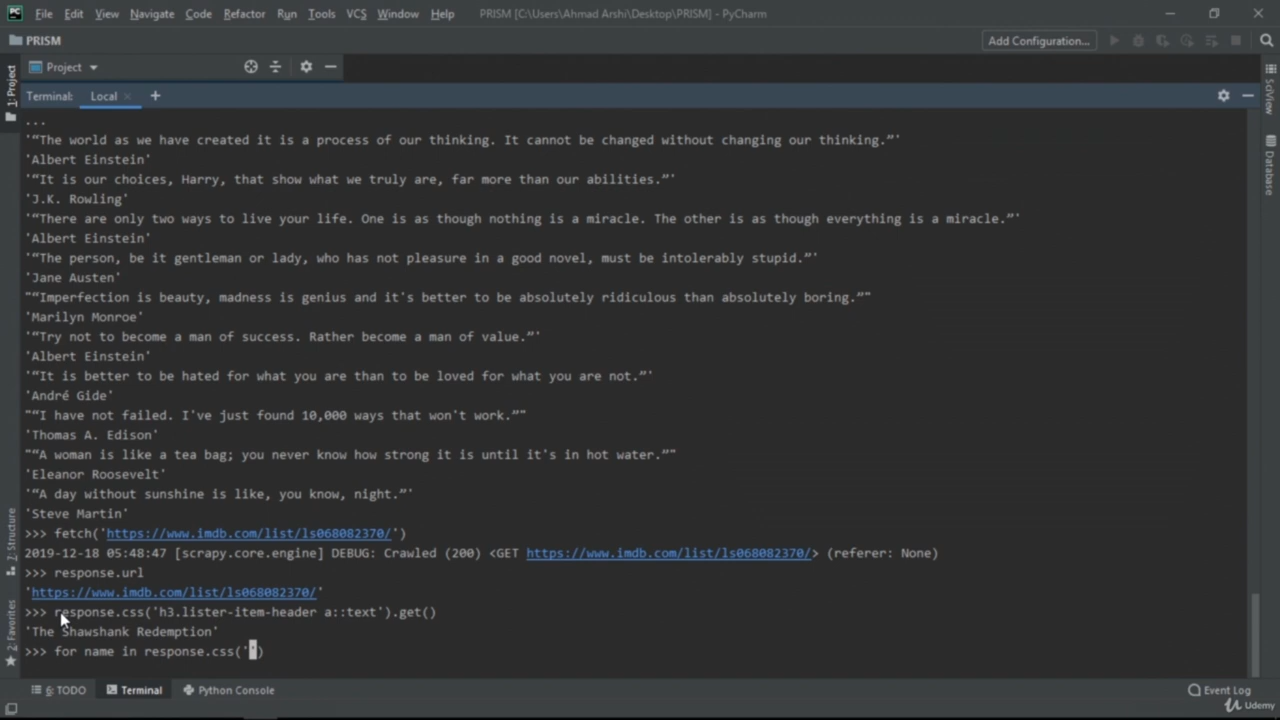 PC File Edit View Navigate Code Refactor Run Tools VCS Window Help PRISM [C:\Users\Ahmad Arshi\Desktop\PRISM] - PyCharm
PRISM Add Configuration...
Project
Terminal: Local +
...
'“The world as we have created it is a process of our thinking. It cannot be changed without changing our thinking.”'
'Albert Einstein'
'“It is our choices, Harry, that show what we truly are, far more than our abilities.”'
'J.K. Rowling'
'“There are only two ways to live your life. One is as though nothing is a miracle. The other is as though everything is a miracle.”'
'Albert Einstein'
'“The person, be it gentleman or lady, who has not pleasure in a good novel, must be intolerably stupid.”'
'Jane Austen'
"“Imperfection is beauty, madness is genius and it's better to be absolutely ridiculous than absolutely boring.”"
'Marilyn Monroe'
'“Try not to become a man of success. Rather become a man of value.”'
'Albert Einstein'
'“It is better to be hated for what you are than to be loved for what you are not.”'
'André Gide'
"“I have not failed. I've just found 10,000 ways that won't work.”"
'Thomas A. Edison'
"“A woman is like a tea bag; you never know how strong it is until it's in hot water.”"
'Eleanor Roosevelt'
'“A day without sunshine is like, you know, night.”'
'Steve Martin'
>>> fetch('https://www.imdb.com/list/ls068082370/')
2019-12-18 05:48:47 [scrapy.core.engine] DEBUG: Crawled (200) <GET https://www.imdb.com/list/ls068082370/> (referer: None)
>>> response.url
'https://www.imdb.com/list/ls068082370/'
>>> response.css('h3.lister-item-header a::text').get()
'The Shawshank Redemption'
>>> for name in response.css('')
6: TODO Terminal Python Console Event Log
Udemy
1: Project
7: Structure
2: Favorites
SciView
Database